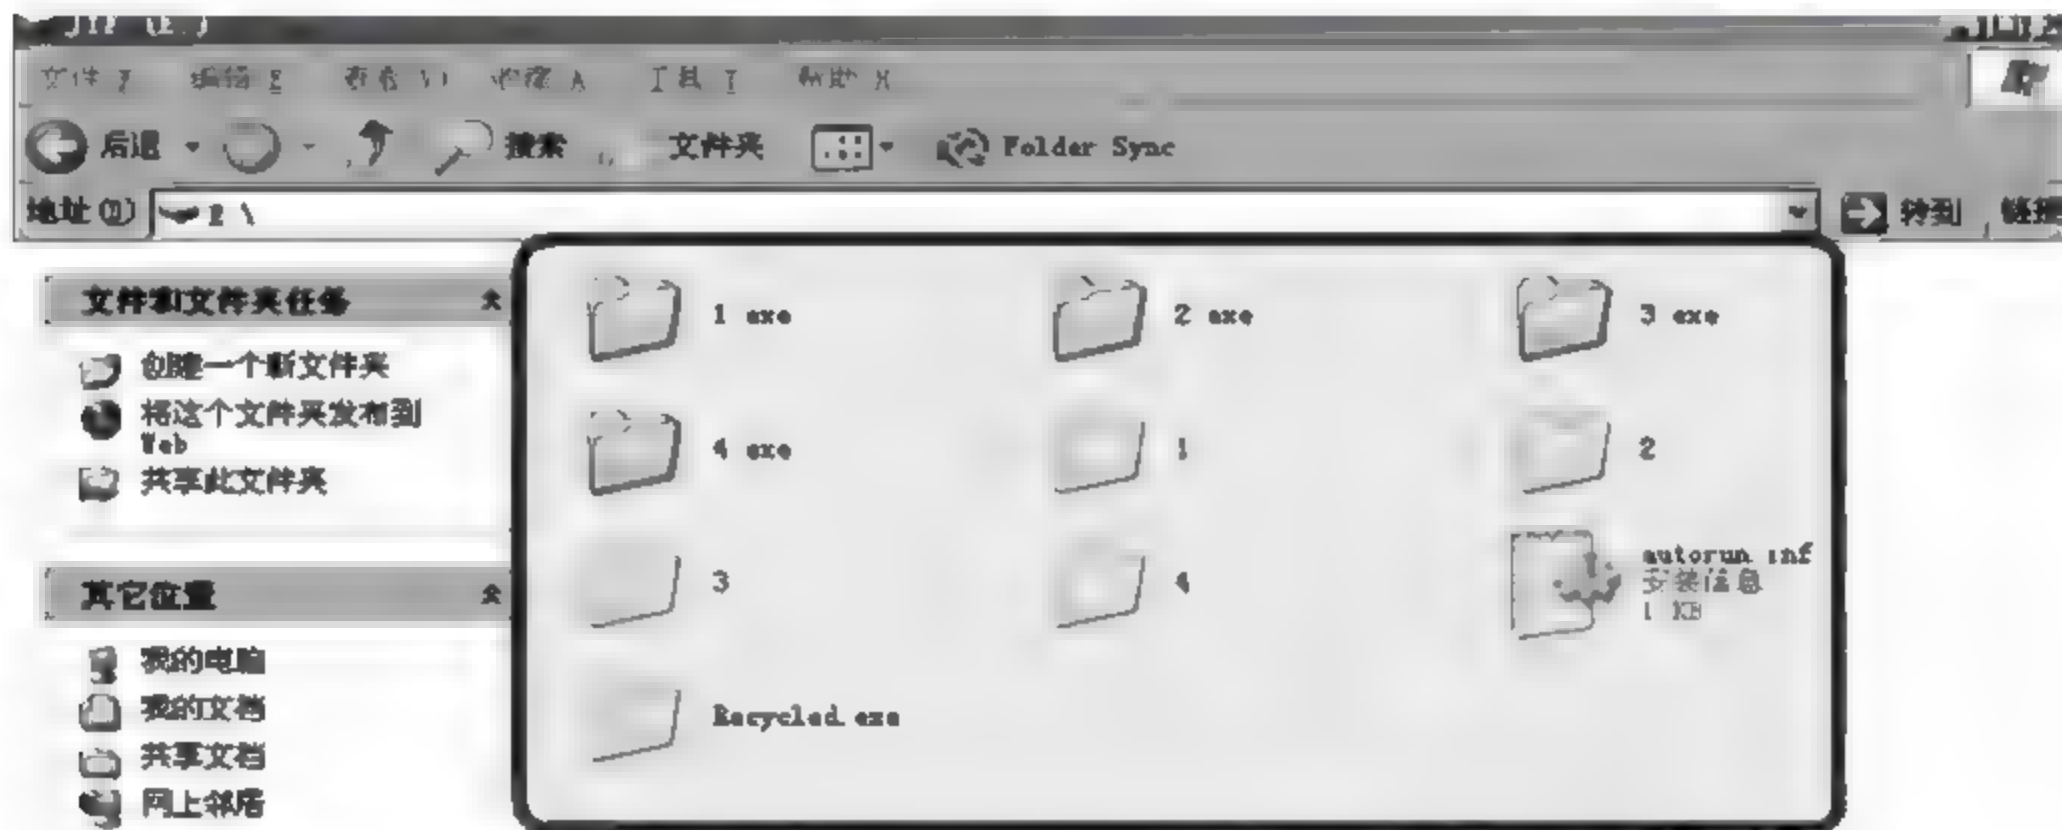 JYF (E:)
文件 F 编辑 E 查看 V) 收藏 A 工具 T 帮助 H
后退 搜索 文件夹 Folder Sync
地址(D) E \ 转到 链接
文件和文件夹任务
创建一个新文件夹
将这个文件夹发布到
Web
共享此文件夹
其它位置
我的电脑
我的文档
共享文档
网上邻居
1 exe 2 exe 3 exe
4 exe 1 2
3 4 autorun inf
安装信息
1 KB
Recycled.exe